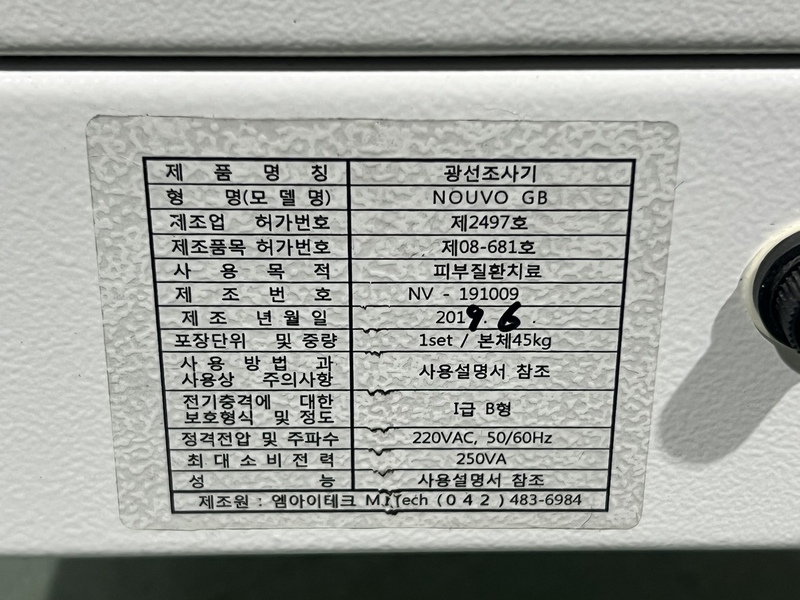 제 품 명 칭 광선조사기
형 명(모 델 명) NOUVO GB
제조업 허가번호 제2497호
제조품목 허가번호 제08-681호
사 용 목 적 피부질환치료
제 조 번 호 NV - 191009
제 조 년 월 일 2019. 6 .
포장단위 및 중량 1set / 본체45kg
사 용 방 법 과
사용상 주의사항 사용설명서 참조
전기충격에 대한
보호형식 및 정도 I급 B형
정격전압 및 주파수 220VAC, 50/60Hz
최 대 소 비 전 력 250VA
성 능 사용설명서 참조
제조원 : 엠아이테크 M.I.Tech ( 0 4 2 ) 483-6984